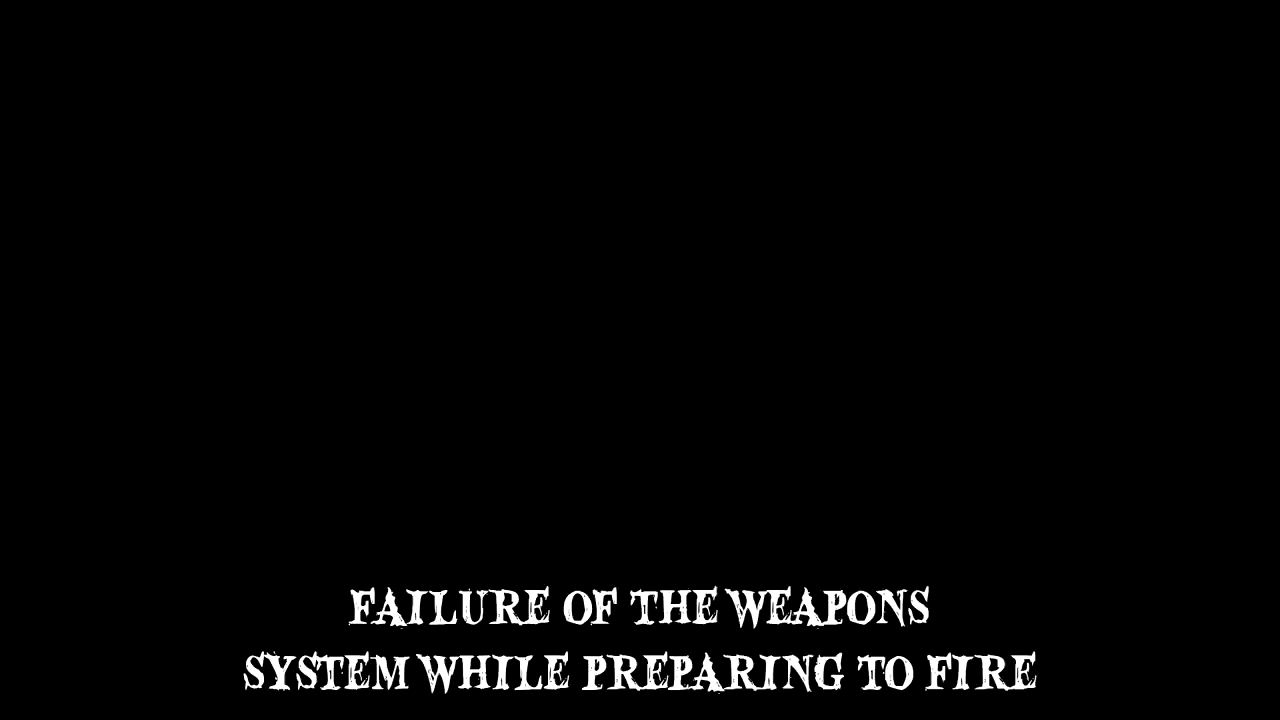 FAILURE OF THE WEAPONS
SYSTEM WHILE PREPARING TO FIRE